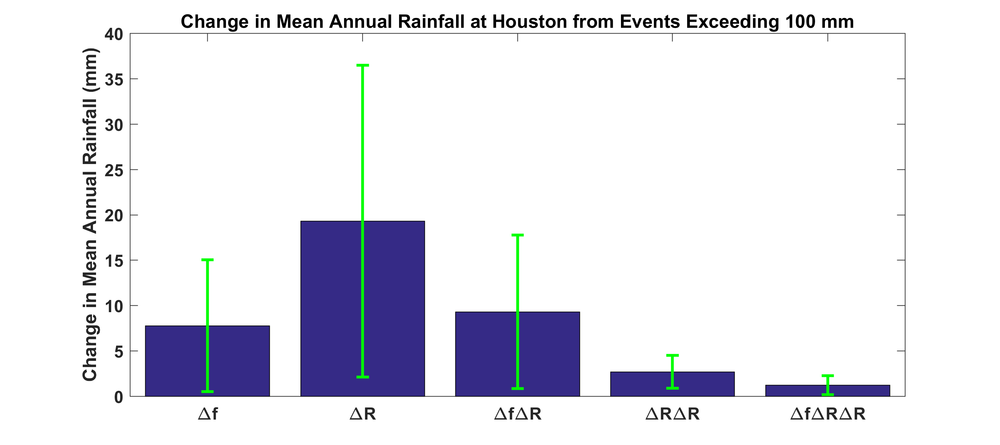 Change in Mean Annual Rainfall at Houston from Events Exceeding 100 mm
Change in Mean Annual Rainfall (mm)
40
35
30
25
20
15
10
5
0
Δf
ΔR
ΔfΔR
ΔRΔR
ΔfΔRΔR